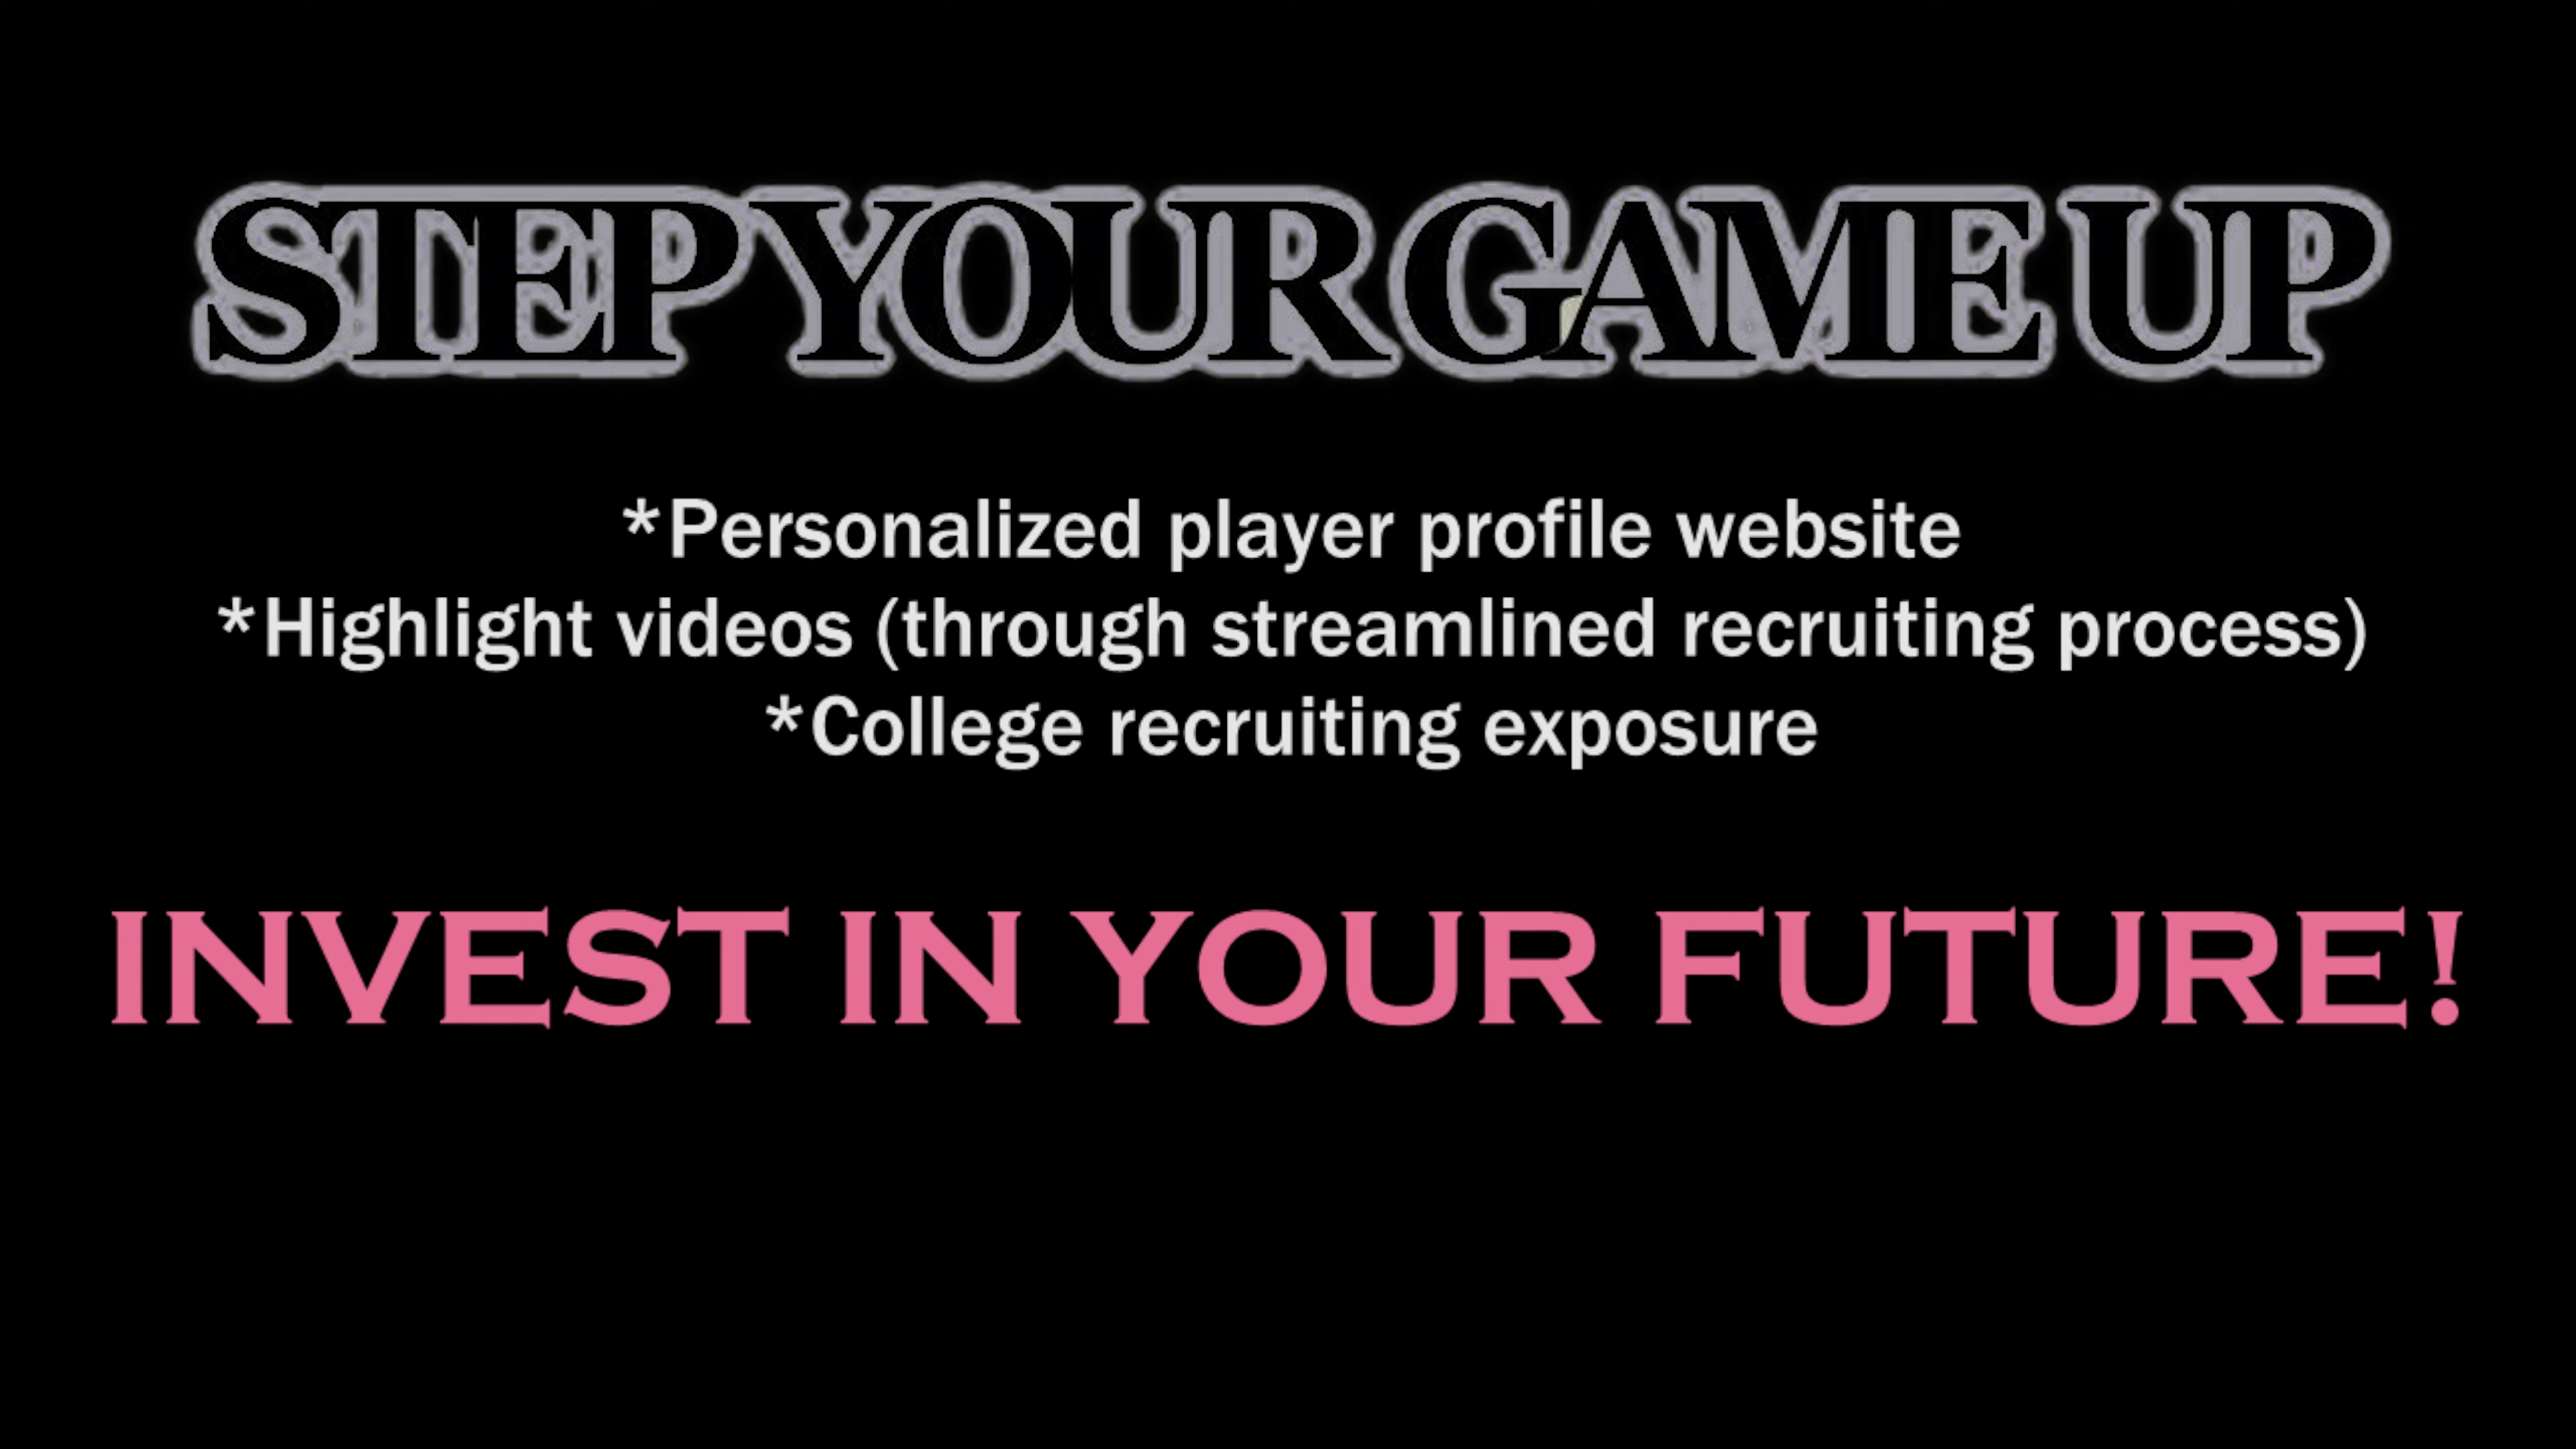 STEP YOUR GAME UP
*Personalized player profile website
*Highlight videos (through streamlined recruiting process)
*College recruiting exposure
INVEST IN YOUR FUTURE!